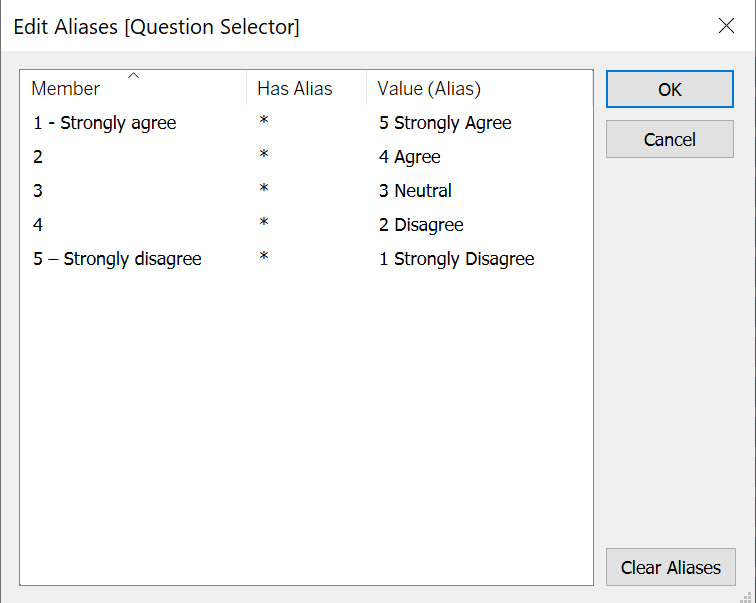 Edit Aliases [Question Selector]
Member Has Alias Value (Alias)
OK
1 - Strongly agree * 5 Strongly Agree
Cancel
2 * 4 Agree
3 * 3 Neutral
4 * 2 Disagree
5 – Strongly disagree * 1 Strongly Disagree
Clear Aliases